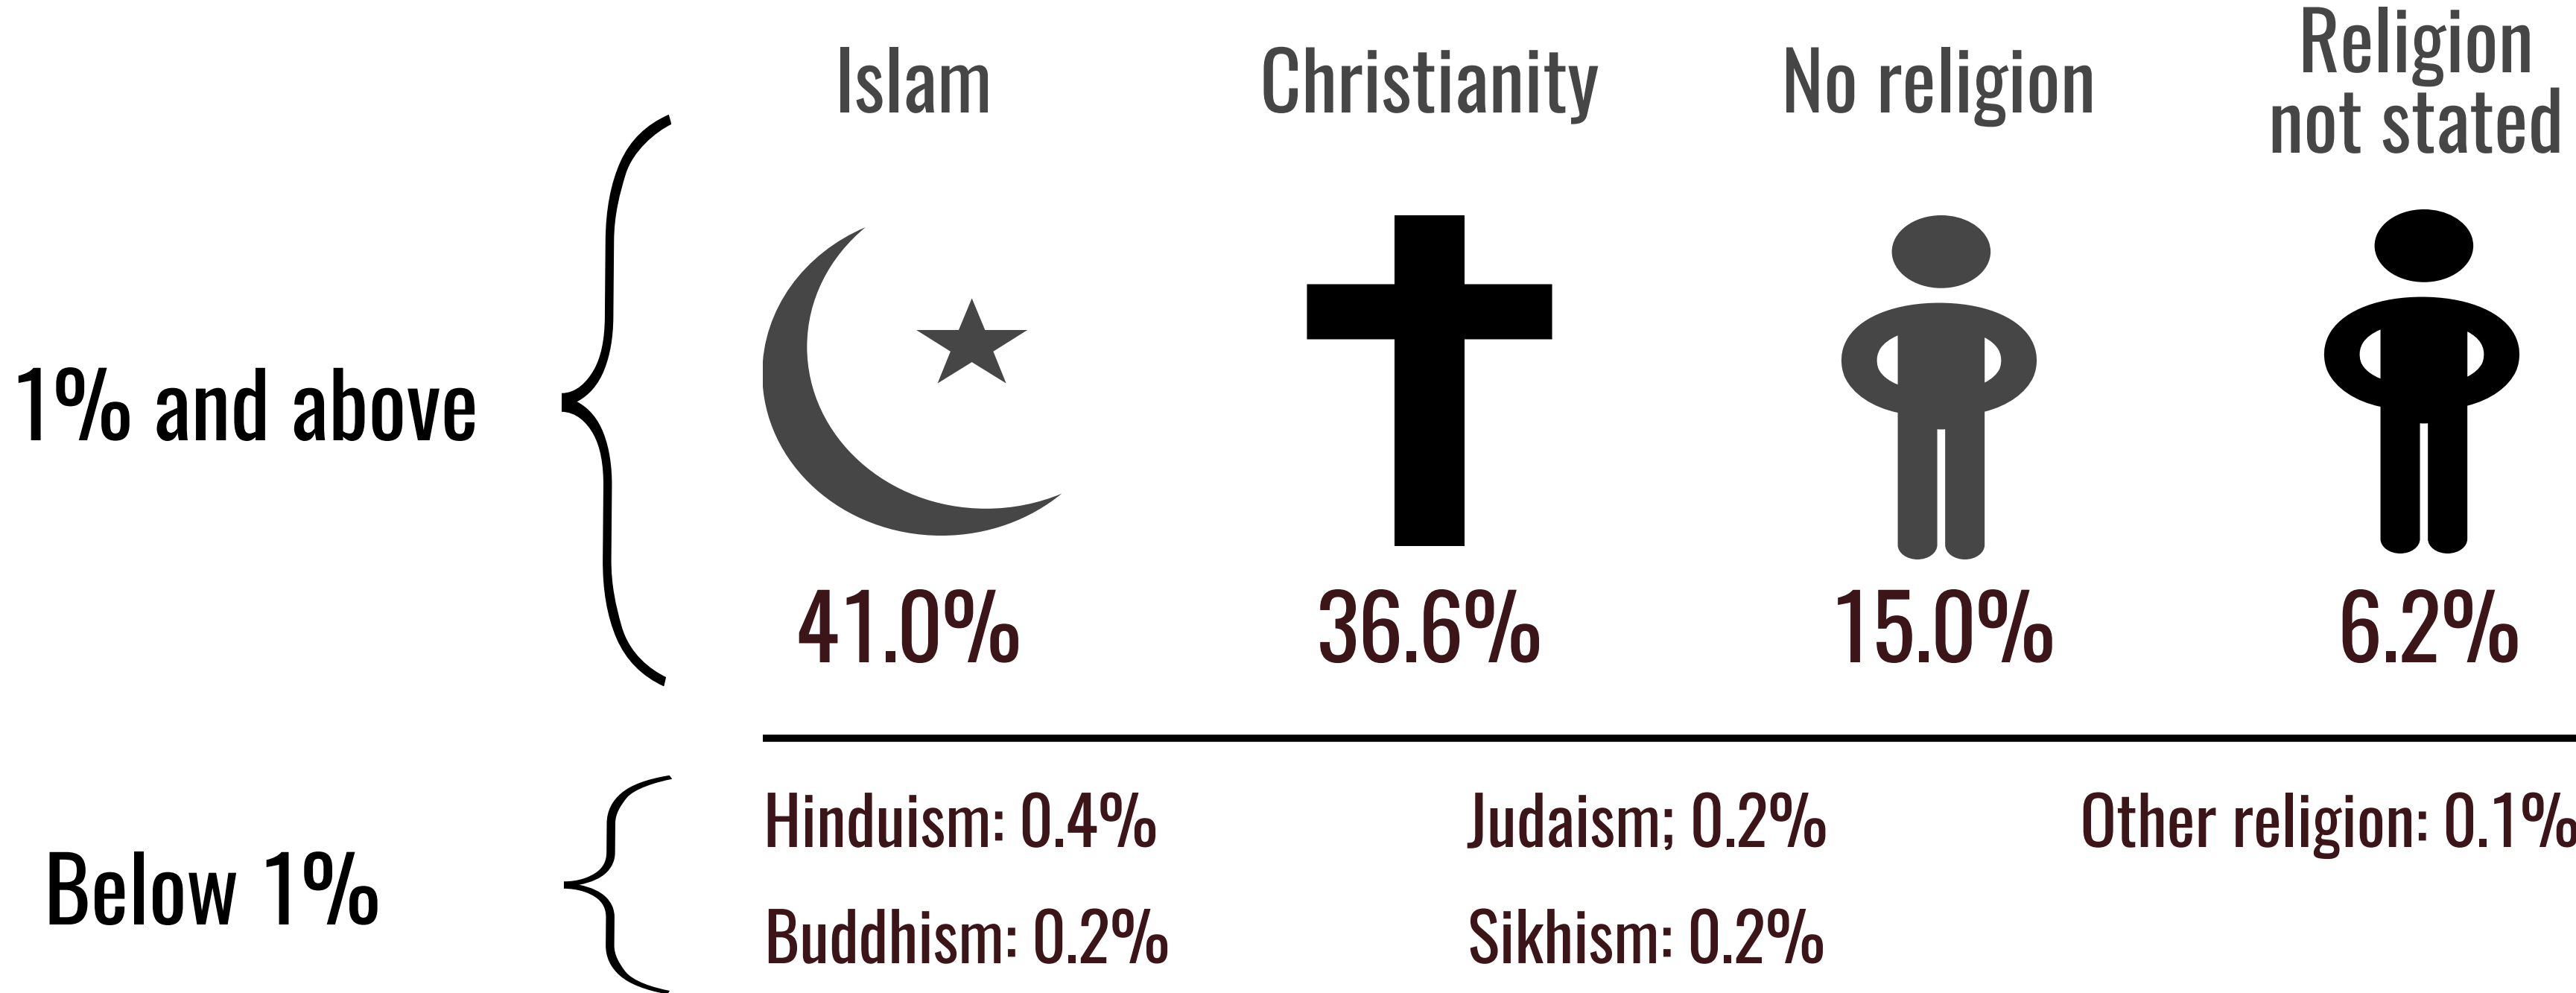 Islam
Christianity
No religion
Religion
not stated
1% and above
41.0%
36.6%
15.0%
6.2%
Below 1%
Hinduism: 0.4%
Judaism; 0.2%
Other religion: 0.1%
Buddhism: 0.2%
Sikhism: 0.2%